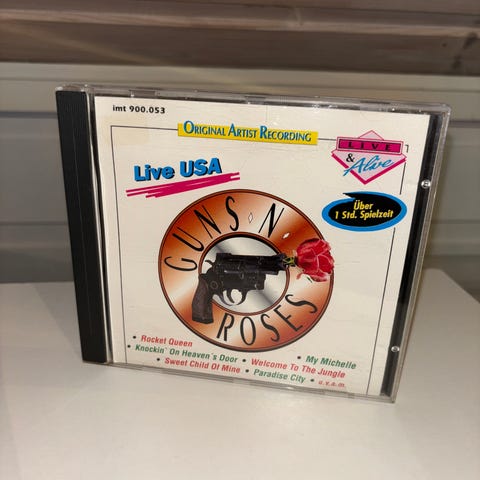 imt 900.053
ORIGINAL ARTIST RECORDING
LIVE
& Alive
Live USA
Über
1 Std. Spielzeit
GUNS N'
ROSES
• Rocket Queen
• My Michelle
• Knockin' On Heaven's Door • Welcome To The Jungle
• Sweet Child Of Mine • Paradise City • u.v.a.m.